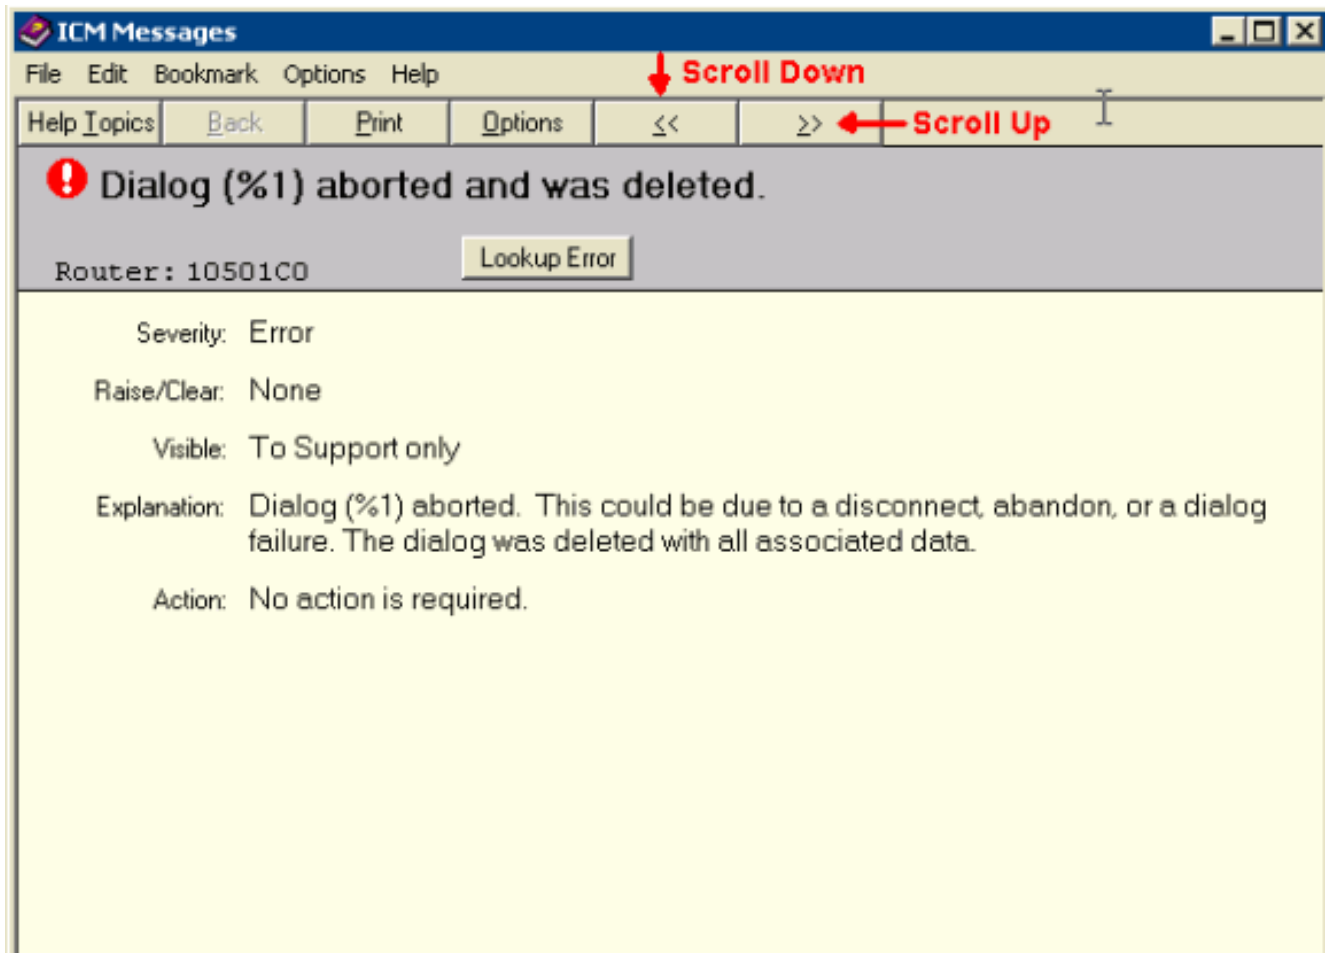 ICM Messages
File Edit Bookmark Options Help
Scroll Down
Help Topics Back Print Options << >> Scroll Up
Dialog (%1) aborted and was deleted.
Lookup Error
Router: 10501C0
Severity: Error
Raise/Clear: None
Visible: To Support only
Explanation: Dialog (%1) aborted. This could be due to a disconnect, abandon, or a dialog
failure. The dialog was deleted with all associated data.
Action: No action is required.